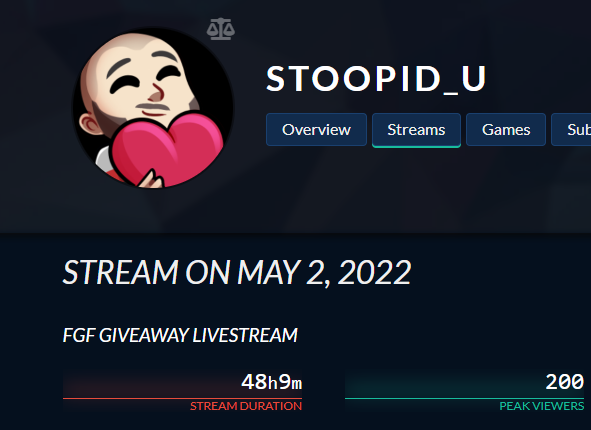 STOOPID_U
Overview Streams Games Sub
STREAM ON MAY 2, 2022
FGF GIVEAWAY LIVESTREAM
48h9m 200
STREAM DURATION PEAK VIEWERS